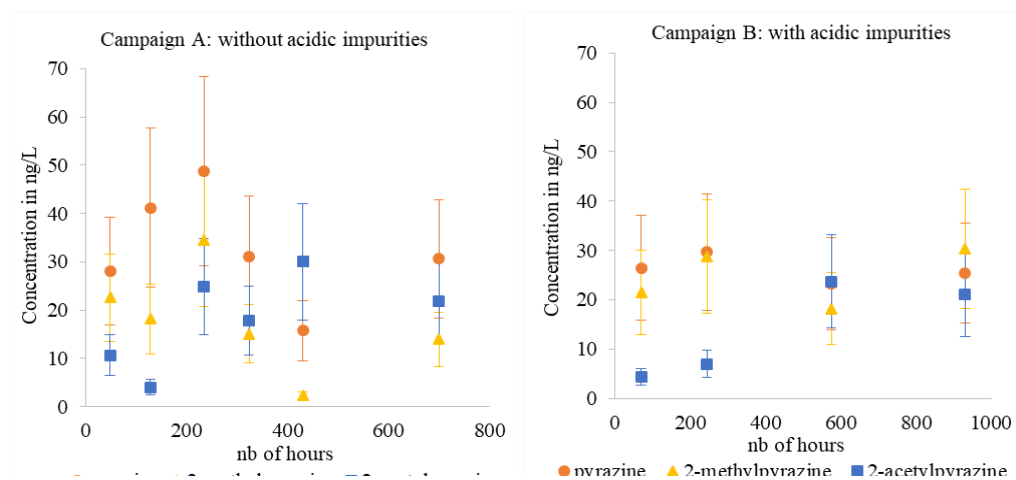 Campaign A: without acidic impurities
70
60
50
40
30
20
10
0
Concentration in ng/L
0 200 400 600 800
nb of hours
Campaign B: with acidic impurities
70
60
50
40
30
20
10
0
Concentration in ng/L
0 200 400 600 800 1000
nb of hours
pyrazine 2-methylpyrazine 2-acetylpyrazine